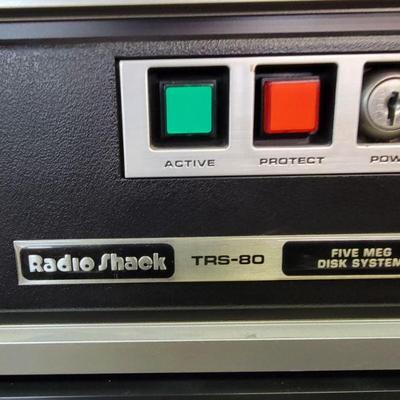 ACTIVE PROTECT
Radio Shack TRS-80 FIVE MEG
DISK SYSTEM